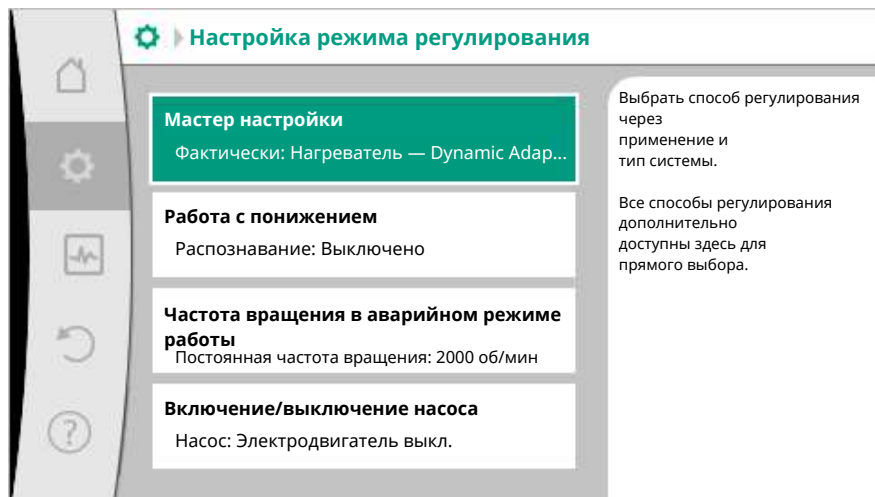 Настройка режима регулирования
Мастер настройки
Фактически: Нагреватель — Dynamic Adap...
Работа с понижением
Распознавание: Выключено
Частота вращения в аварийном режиме
работы
Постоянная частота вращения: 2000 об/мин
Включение/выключение насоса
Насос: Электродвигатель выкл.
Выбрать способ регулирования
через
применение и
тип системы.
Все способы регулирования
дополнительно
доступны здесь для
прямого выбора.
?